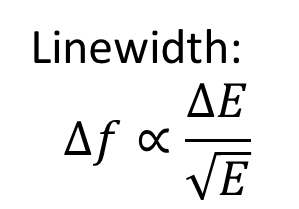 Linewidth:
Δf ∝ ΔE/√E